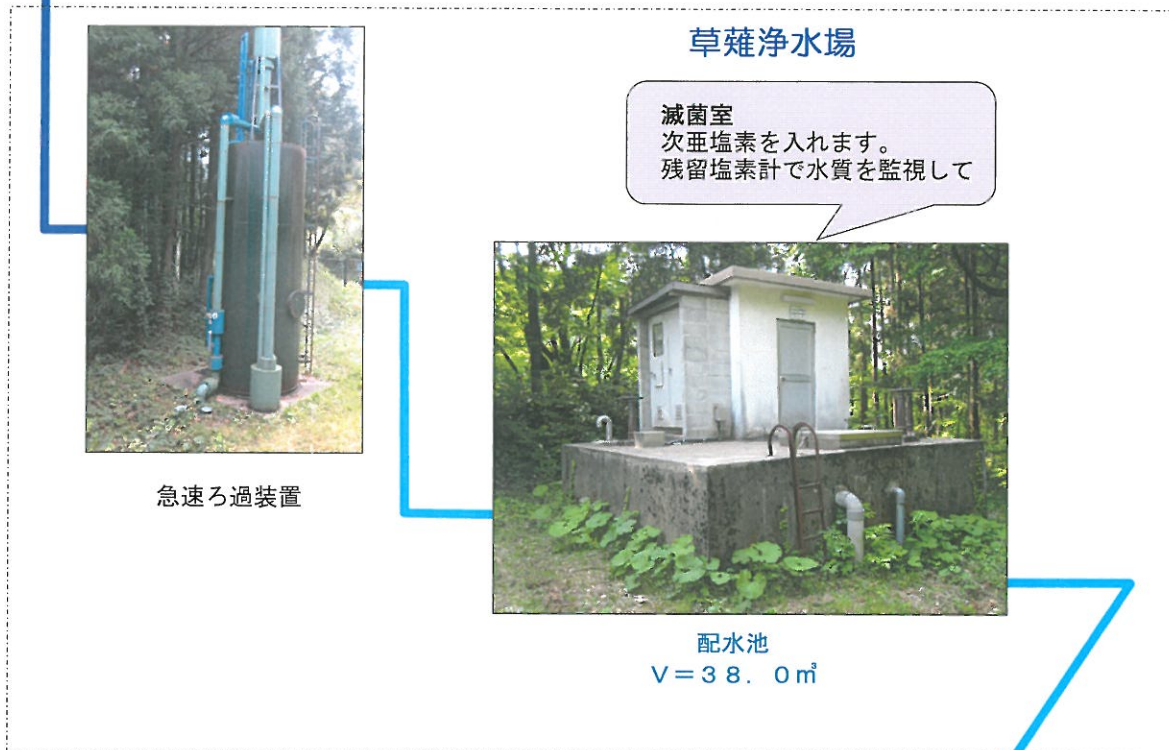 草薙浄水場
滅菌室
次亜塩素を入れます。
残留塩素計で水質を監視して
急速ろ過装置
配水池
V＝３８．０㎥